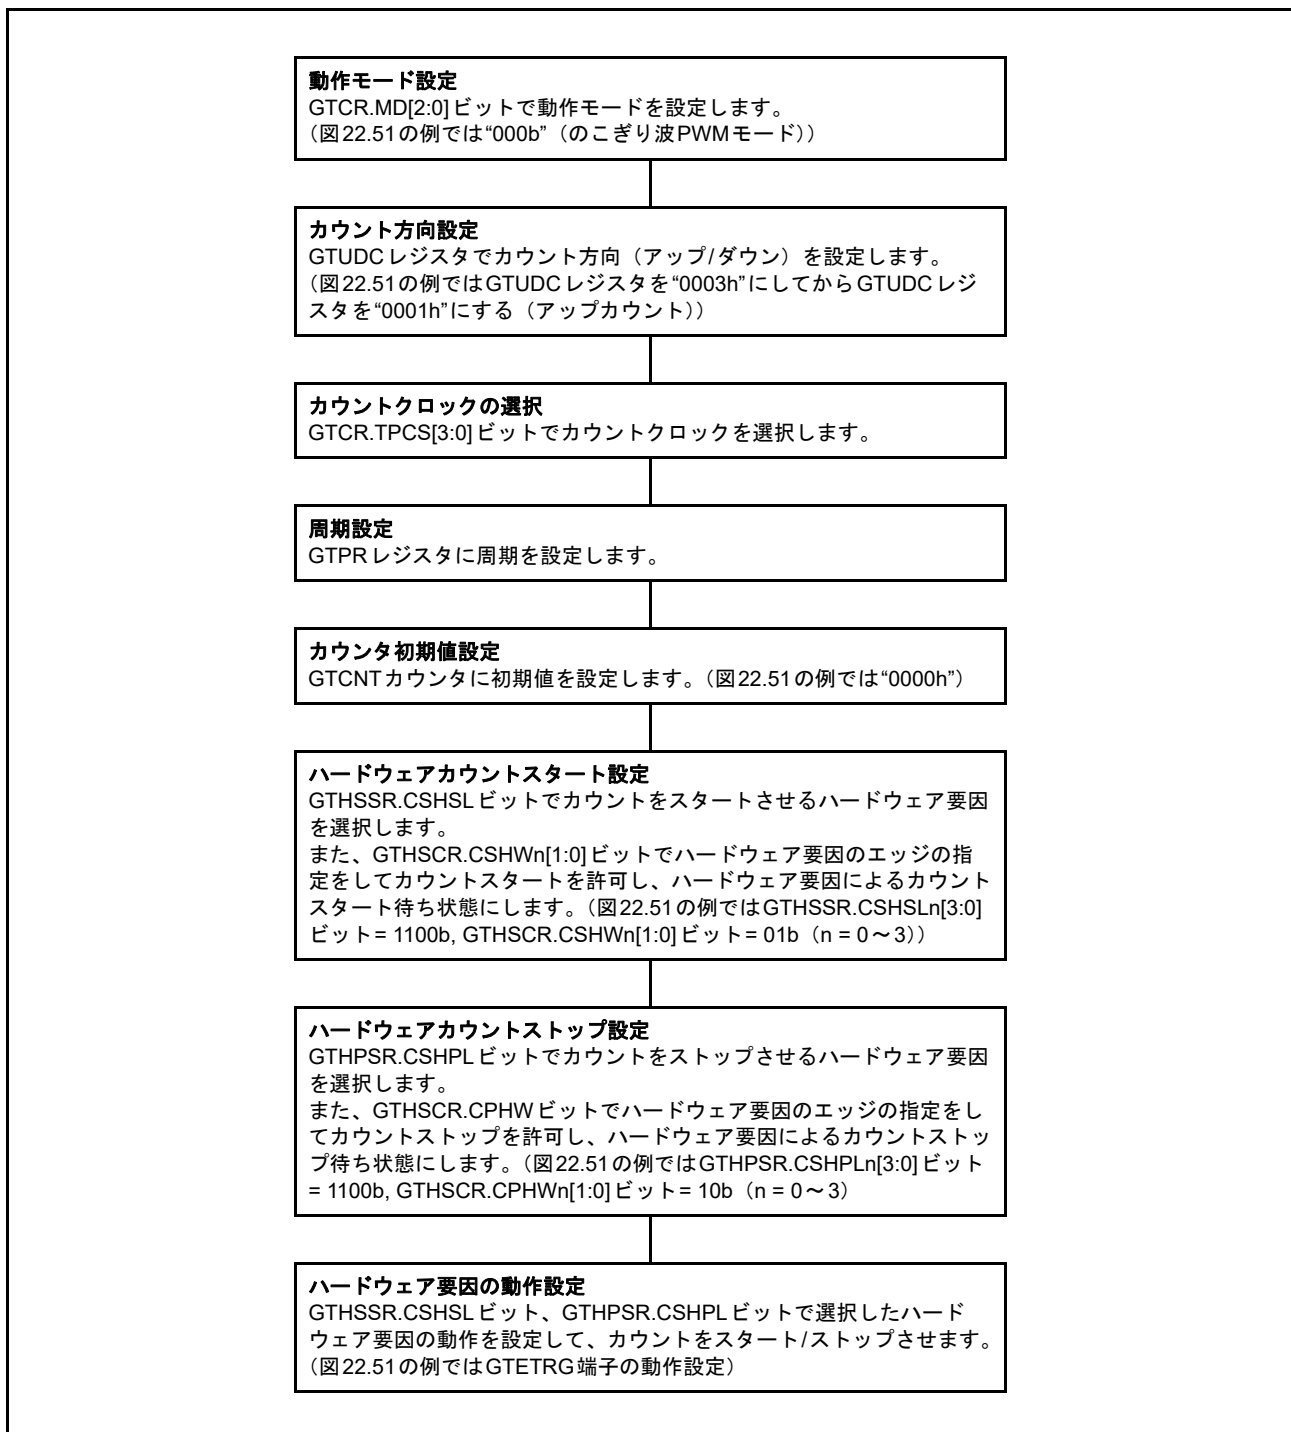 動作モード設定
GTCR.MD[2:0]ビットで動作モードを設定します。
（図22.51の例では“000b”（のこぎり波PWMモード））
カウント方向設定
GTUDCレジスタでカウント方向（アップ/ダウン）を設定します。
（図22.51の例ではGTUDCレジスタを“0003h”にしてからGTUDCレジ
スタを“0001h”にする（アップカウント））
カウントクロックの選択
GTCR.TPCS[3:0]ビットでカウントクロックを選択します。
周期設定
GTPRレジスタに周期を設定します。
カウンタ初期値設定
GTCNTカウンタに初期値を設定します。（図22.51の例では“0000h”）
ハードウェアカウントスタート設定
GTHSSR.CSHSLビットでカウントをスタートさせるハードウェア要因
を選択します。
また、GTHSCR.CSHWn[1:0]ビットでハードウェア要因のエッジの指
定をしてカウントスタートを許可し、ハードウェア要因によるカウント
スタート待ち状態にします。（図22.51の例ではGTHSSR.CSHSLn[3:0]
ビット= 1100b, GTHSCR.CSHWn[1:0]ビット= 01b（n = 0～3））
ハードウェアカウントストップ設定
GTHPSR.CSHPLビットでカウントをストップさせるハードウェア要因
を選択します。
また、GTHSCR.CPHWビットでハードウェア要因のエッジの指定をし
てカウントストップを許可し、ハードウェア要因によるカウントストッ
プ待ち状態にします。（図22.51の例ではGTHPSR.CSHPLn[3:0]ビット
= 1100b, GTHSCR.CPHWn[1:0]ビット= 10b（n = 0～3）
ハードウェア要因の動作設定
GTHSSR.CSHSLビット、GTHPSR.CSHPLビットで選択したハード
ウェア要因の動作を設定して、カウントをスタート/ストップさせます。
（図22.51の例ではGTETRG端子の動作設定）